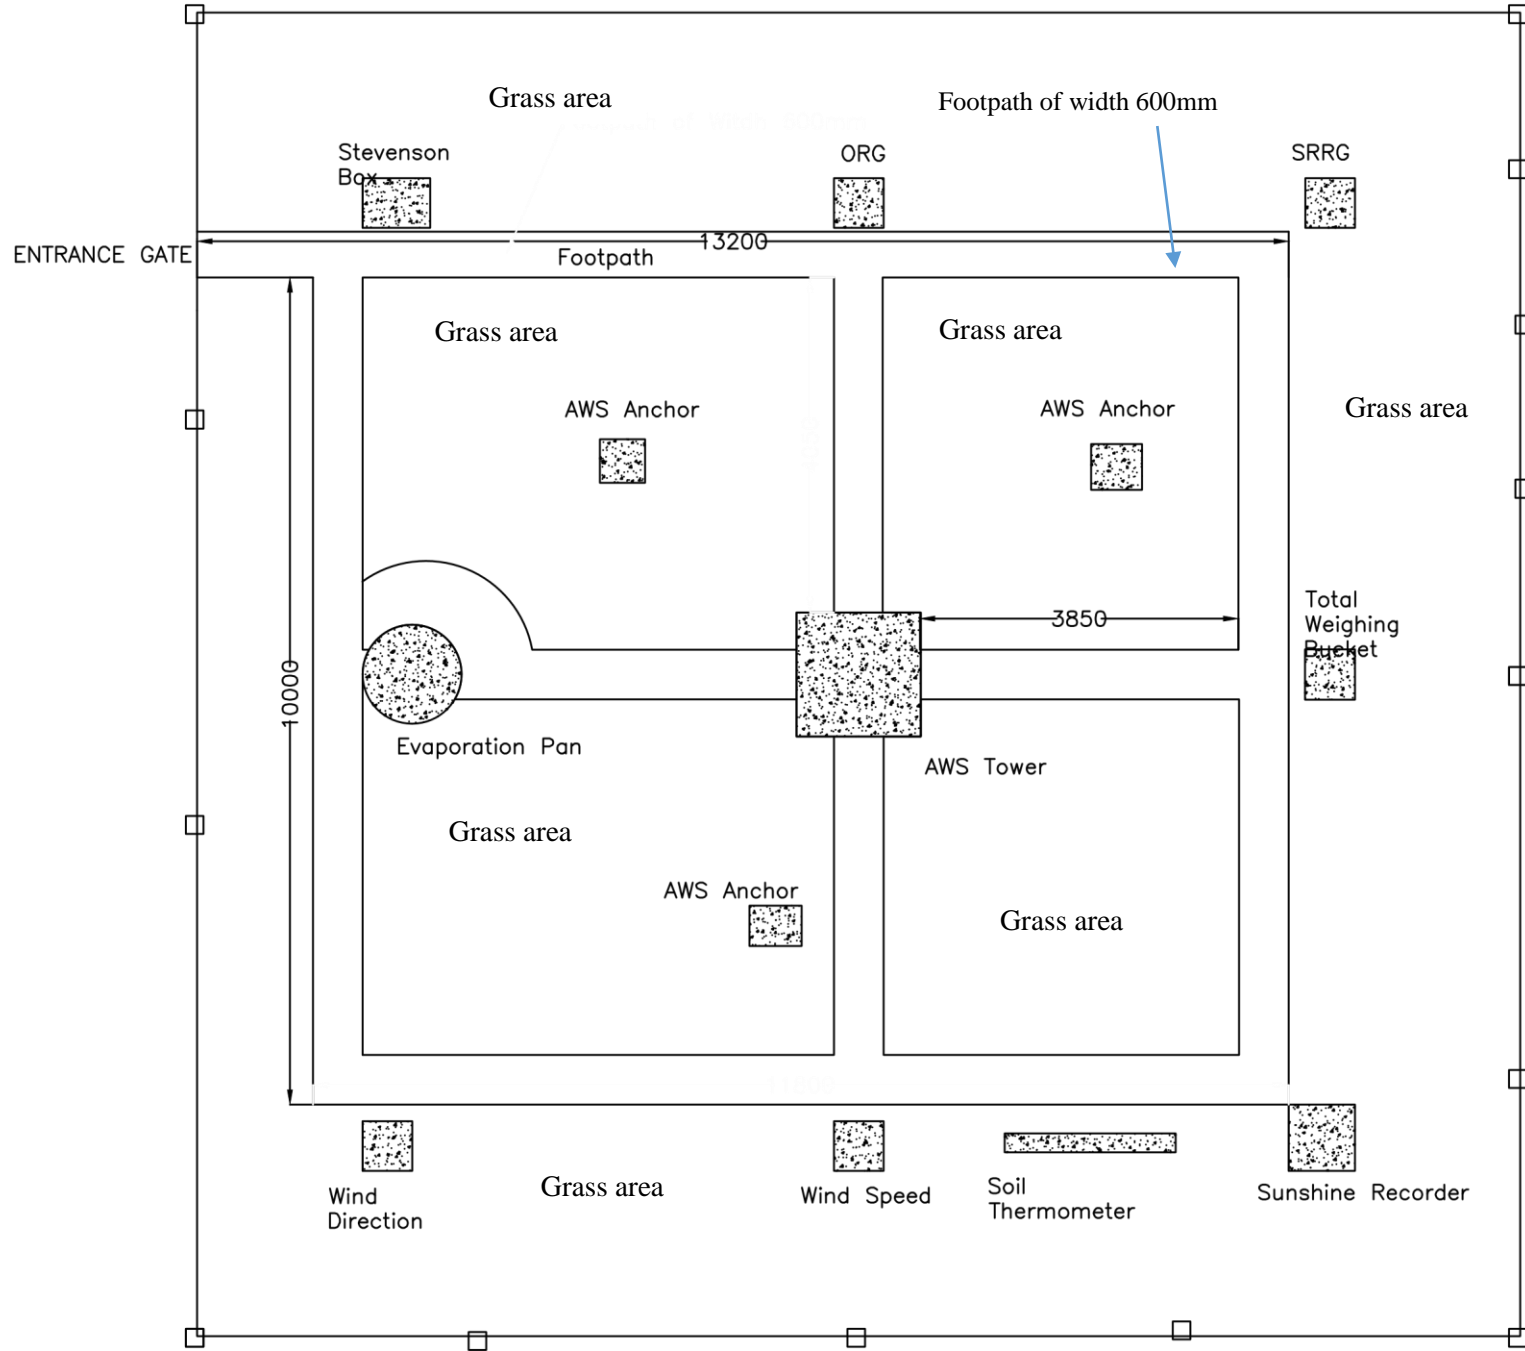 Grass area
Footpath of width 600mm
Stevenson
Box
ORG
SRRG
13200
ENTRANCE GATE
Footpath
Grass area
Grass area
AWS Anchor
AWS Anchor
Grass area
3850
Total
Weighing
Bucket
10000
Evaporation Pan
AWS Tower
Grass area
AWS Anchor
Grass area
Wind
Direction
Grass area
Wind Speed
Soil
Thermometer
Sunshine Recorder